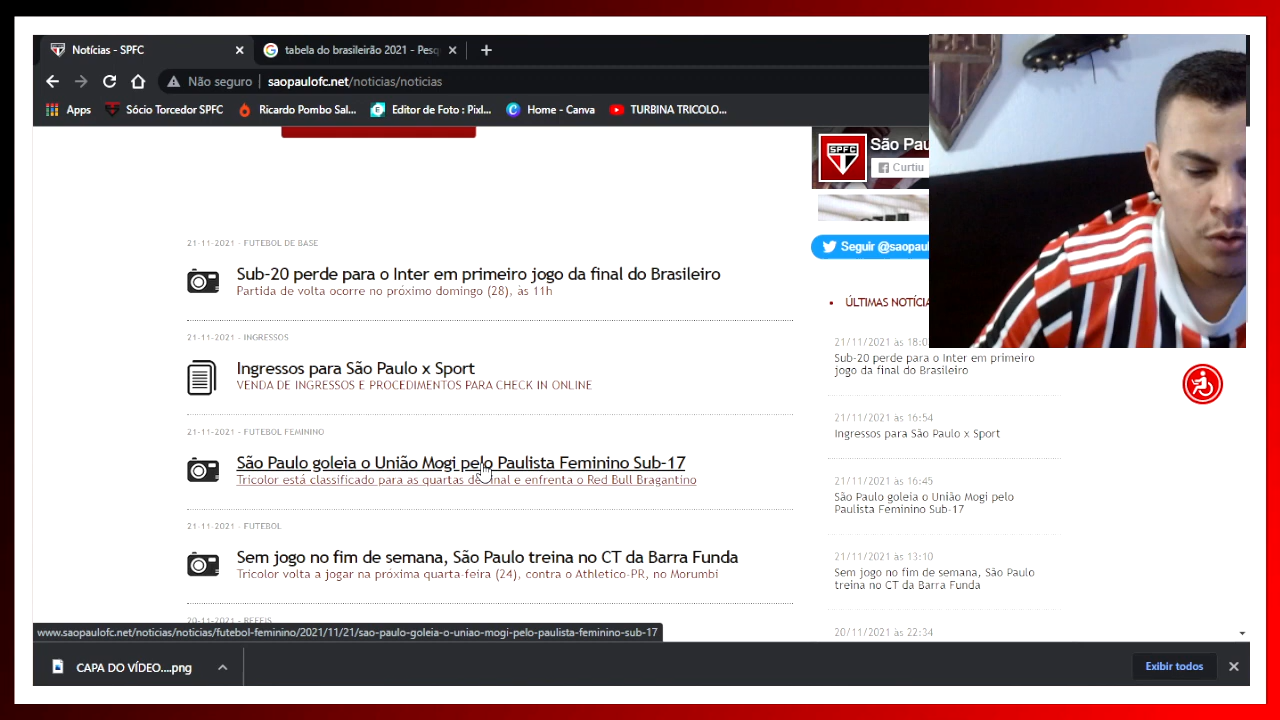 Notícias - SPFC
tabela do brasileirão 2021 - Pesq
Não seguro
saopaulofc.net/noticias/noticias
Apps
Sócio Torcedor SPFC
Ricardo Pombo Sal...
Editor de Foto : Pixl...
Home - Canva
TURBINA TRICOLO...
21-11-2021 - FUTEBOL DE BASE
Sub-20 perde para o Inter em primeiro jogo da final do Brasileiro
Partida de volta ocorre no próximo domingo (28), às 11h
21-11-2021 - INGRESSOS
Ingressos para São Paulo x Sport
VENDA DE INGRESSOS E PROCEDIMENTOS PARA CHECK IN ONLINE
21-11-2021 - FUTEBOL FEMININO
São Paulo goleia o União Mogi pelo Paulista Feminino Sub-17
Tricolor está classificado para as quartas de final e enfrenta o Red Bull Bragantino
21-11-2021 - FUTEBOL
Sem jogo no fim de semana, São Paulo treina no CT da Barra Funda
Tricolor volta a jogar na próxima quarta-feira (24), contra o Athletico-PR, no Morumbi
20-11-2021 - REFFIS
SPFC
São Pau
Curtiu
Seguir @saopaul
ÚLTIMAS NOTÍCIA
21/11/2021 às 18:0
Sub-20 perde para o Inter em primeiro
jogo da final do Brasileiro
21/11/2021 às 16:54
Ingressos para São Paulo x Sport
21/11/2021 às 16:45
São Paulo goleia o União Mogi pelo
Paulista Feminino Sub-17
21/11/2021 às 13:10
Sem jogo no fim de semana, São Paulo
treina no CT da Barra Funda
20/11/2021 às 22:34
www.saopaulofc.net/noticias/noticias/futebol-feminino/2021/11/21/sao-paulo-goleia-o-uniao-mogi-pelo-paulista-feminino-sub-17
CAPA DO VÍDEO....png
Exibir todos